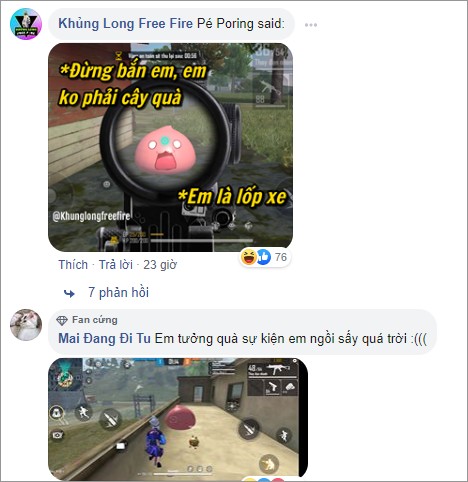 Khủng Long Free Fire Pé Poring said:
*Đừng bắn em, em
ko phải cây quà
*Em là lốp xe
@Khunglongfreefire
Thích · Trả lời · 23 giờ
76
7 phản hồi
Fan cứng
Mai Đang Đi Tu Em tưởng quà sự kiện em ngồi sấy quá trời :(((